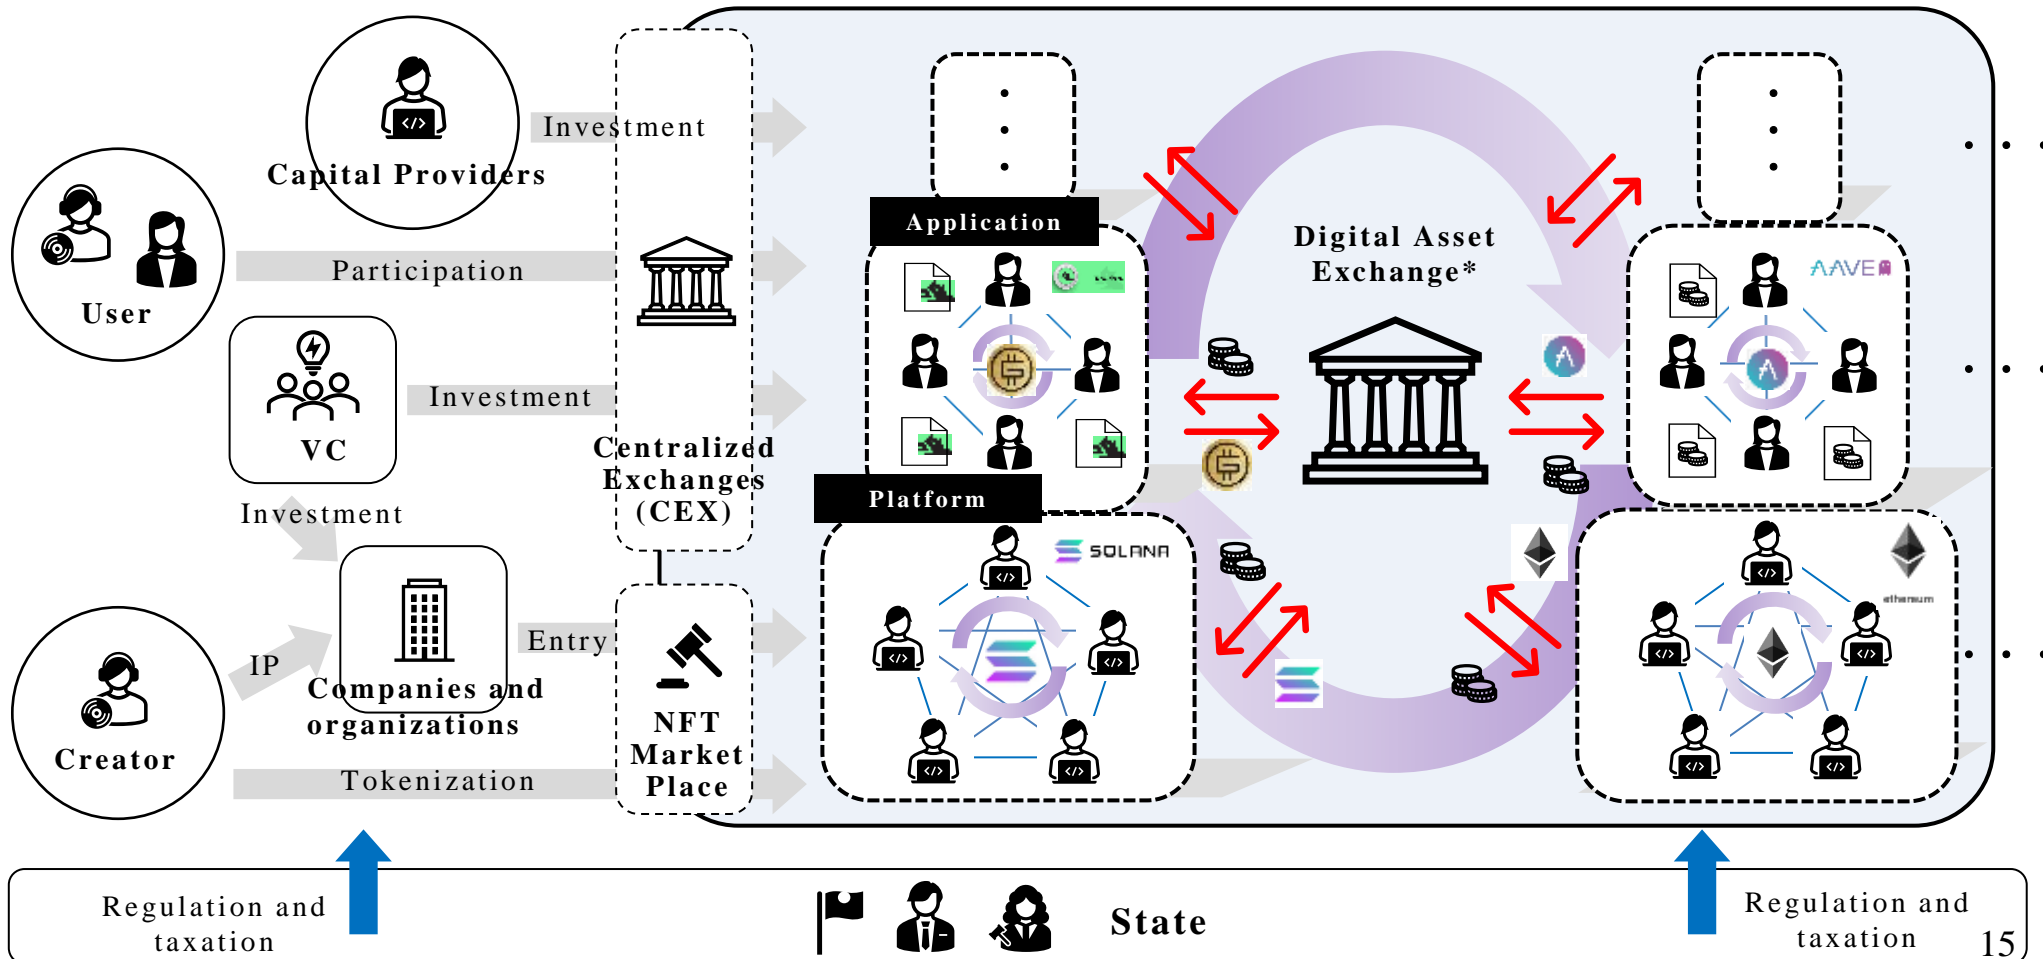 Capital Providers
Investment
User
Participation
VC
Investment
Investment
Centralized
Exchanges
(CEX)
Creator
IP
Companies and
organizations
Entry
Tokenization
NFT
Market
Place
Application
Platform
SOLANA
Digital Asset
Exchange*
AAVE
ethereum
Regulation and
taxation
State
Regulation and
taxation
15